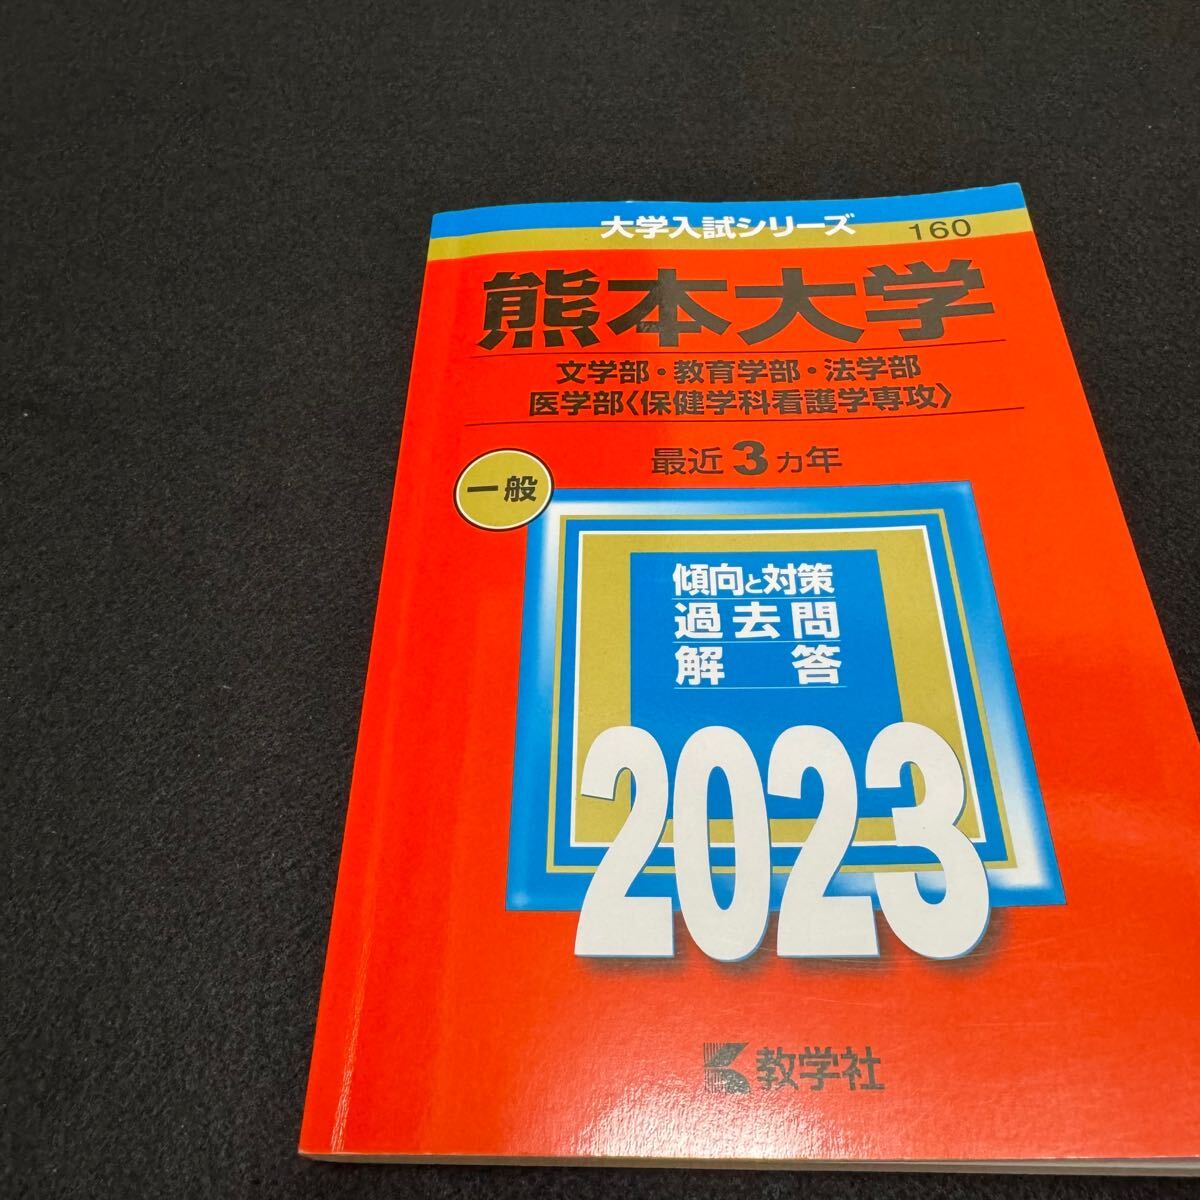 大学入試シリーズ
160
熊本大学
文学部・教育学部・法学部
医学部〈保健学科看護学専攻〉
最近3ヵ年
一般
傾向と対策
過去問
解答
2023
教学社